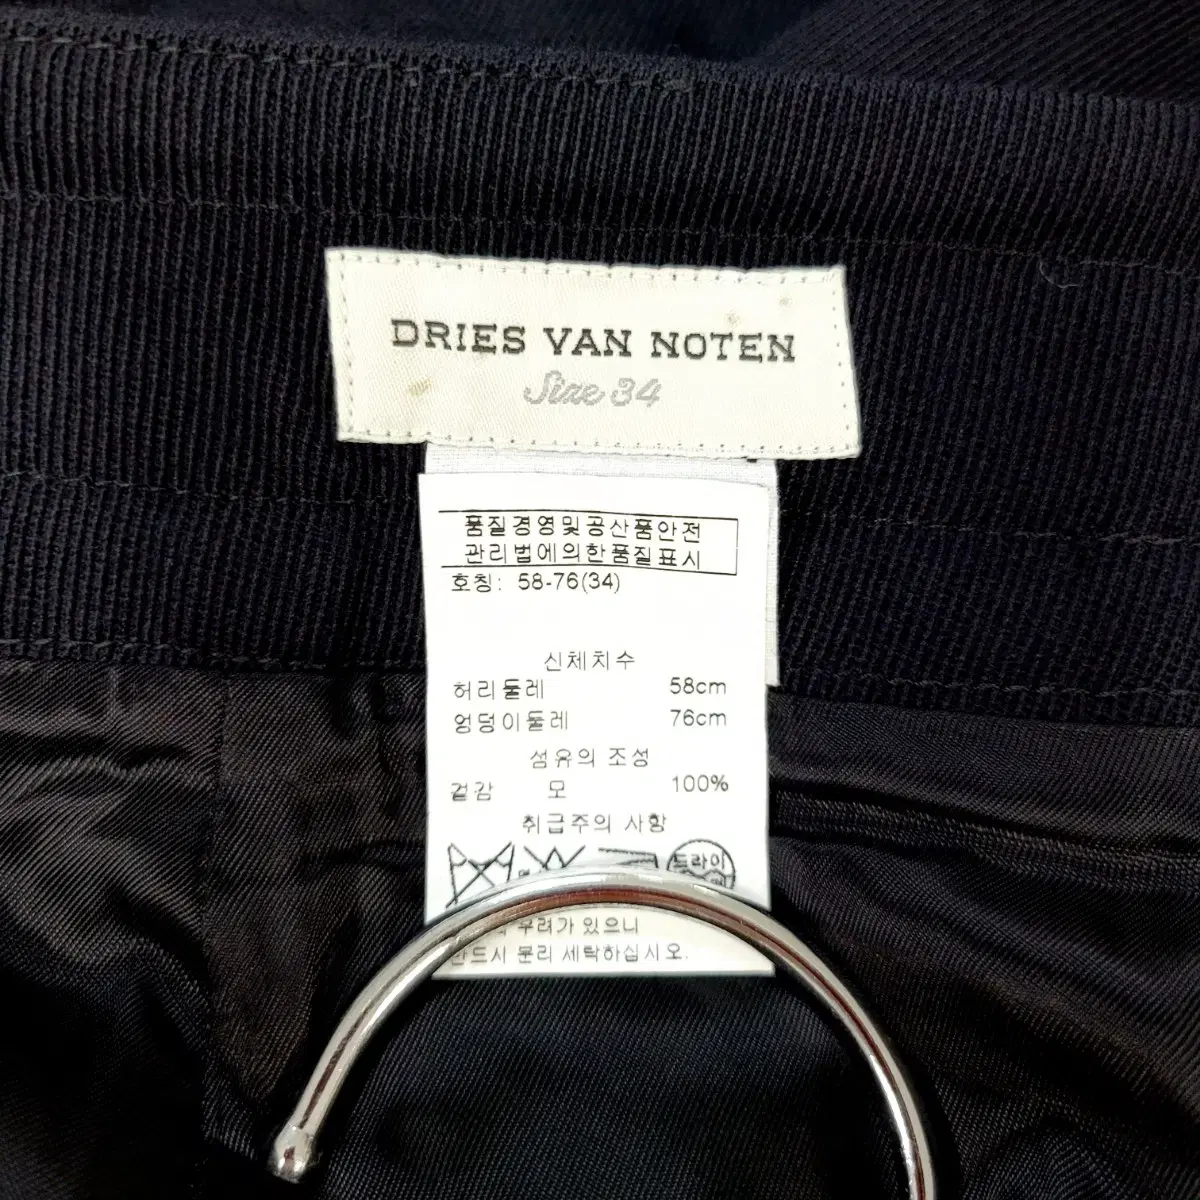 DRIES VAN NOTEN
Size 34
품질경영및공산품안전
관리법에의한품질표시
호칭: 58-76(34)
신체치수
허리둘레 58cm
엉덩이둘레 76cm
섬유의 조성
겉감 모 100%
취급주의 사항
드라이
우려가 있으니
반드시 분리 세탁하십시오.